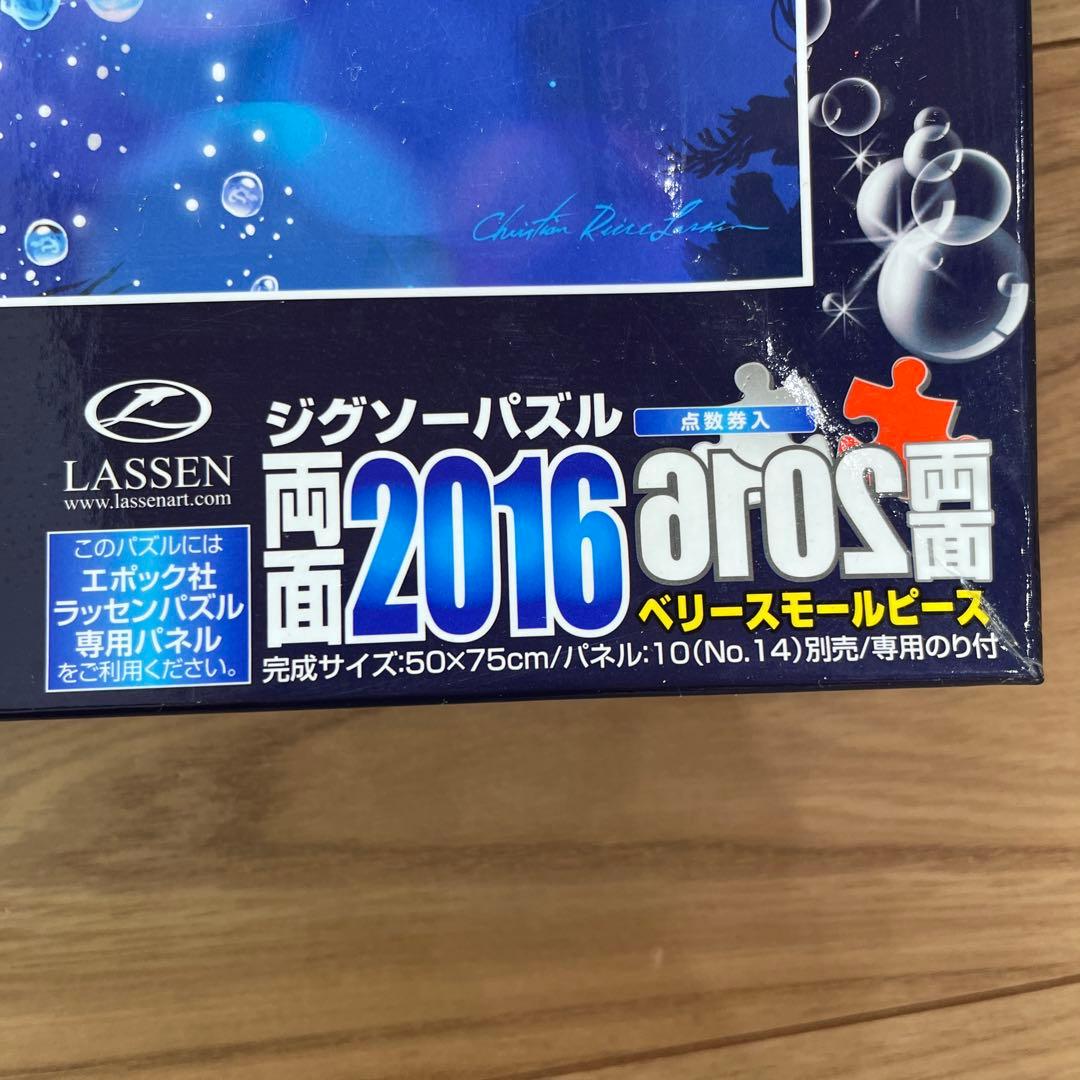 Christian Riese Lassen
LASSEN
www.lassenart.com
このパズルには
エポック社
ラッセンパズル
専用パネル
をご利用ください。
ジグソーパズル
点数券入
両面2016
両面2016
ベリースモールピース
完成サイズ:50×75cm/パネル:10(No.14)別売/専用のり付